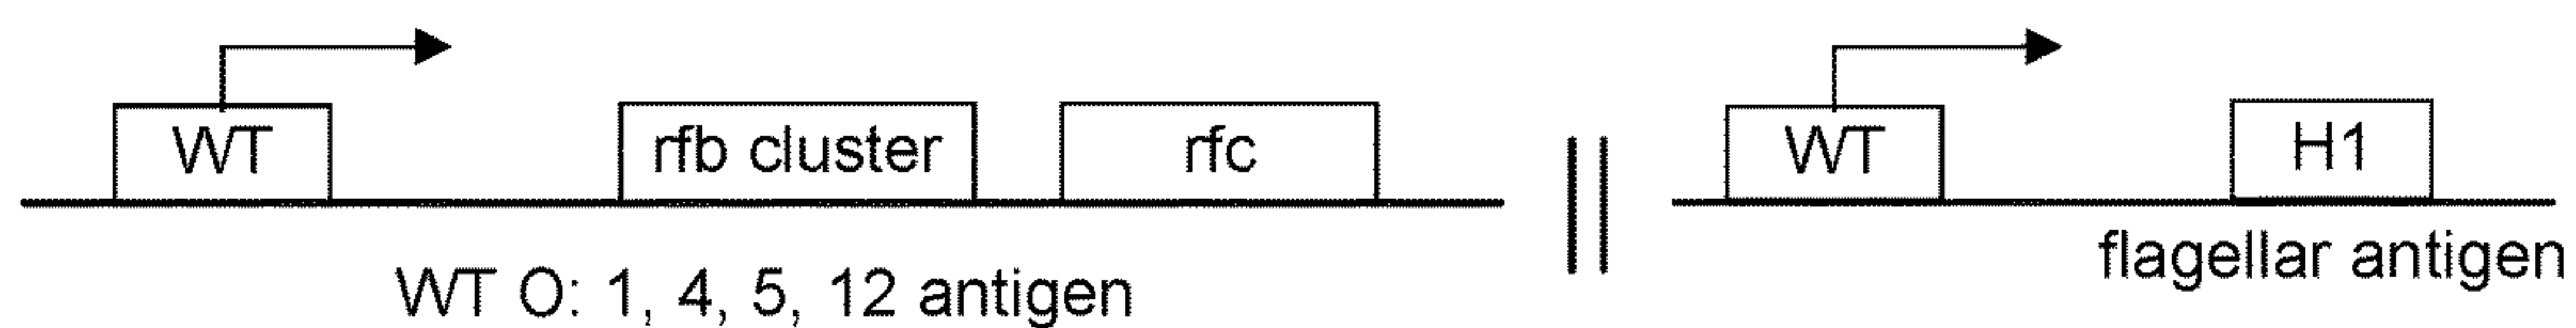 WT
rfb cluster
rfc
WT
H1
WT O: 1, 4, 5, 12 antigen
flagellar antigen